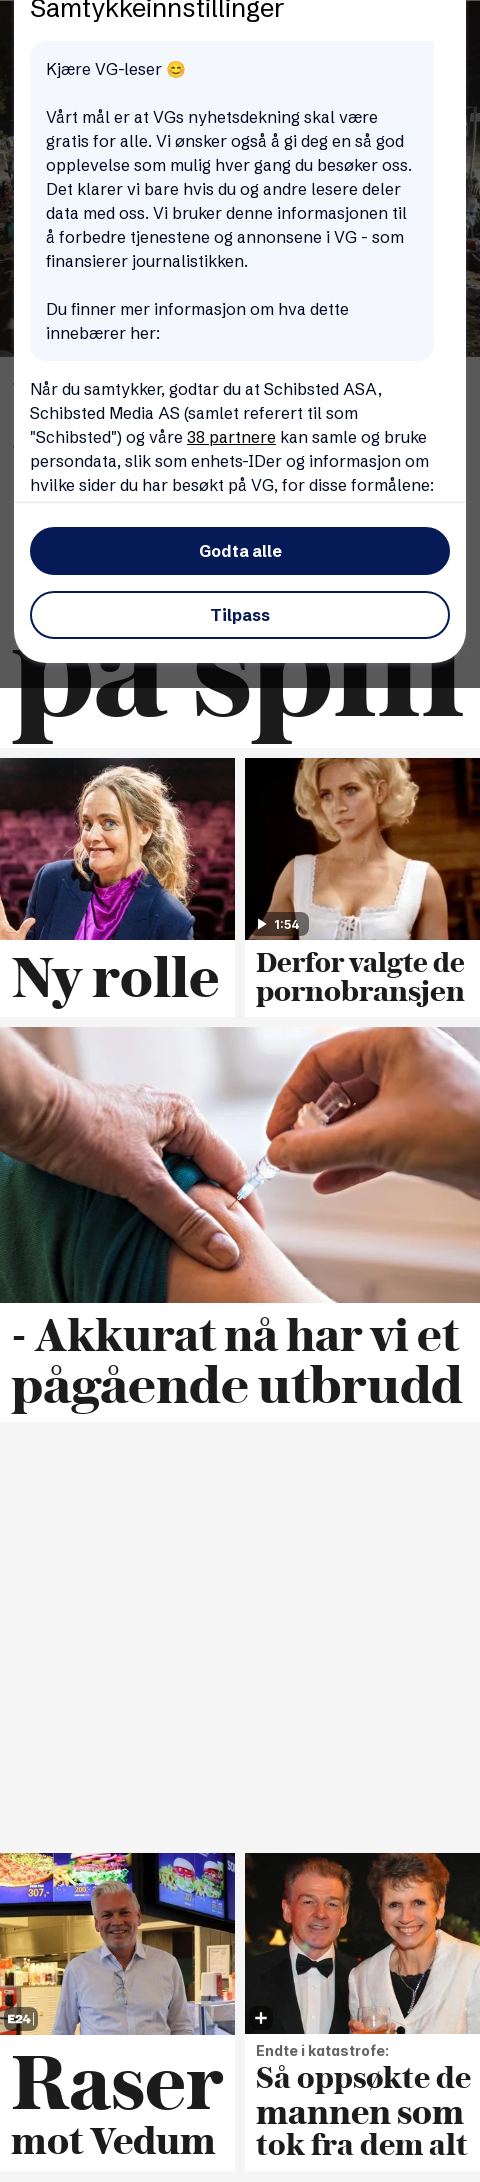 Samtykkeinnstillinger
Kjære VG-leser 😊
Vårt mål er at VGs nyhetsdekning skal være
gratis for alle. Vi ønsker også å gi deg en så god
opplevelse som mulig hver gang du besøker oss.
Det klarer vi bare hvis du og andre lesere deler
data med oss. Vi bruker denne informasjonen til
å forbedre tjenestene og annonsene i VG - som
finansierer journalistikken.
Du finner mer informasjon om hva dette
innebærer her:
Når du samtykker, godtar du at Schibsted ASA,
Schibsted Media AS (samlet referert til som
"Schibsted") og våre 38 partnere kan samle og bruke
persondata, slik som enhets-IDer og informasjon om
hvilke sider du har besøkt på VG, for disse formålene:
Godta alle
Tilpass
på spill
1:54
Ny rolle
Derfor valgte de
pornobransjen
- Akkurat nå har vi et
pågående utbrudd
307,-
200,-
E24
Raser
mot Vedum
Endte i katastrofe:
Så oppsøkte de
mannen som
tok fra dem alt